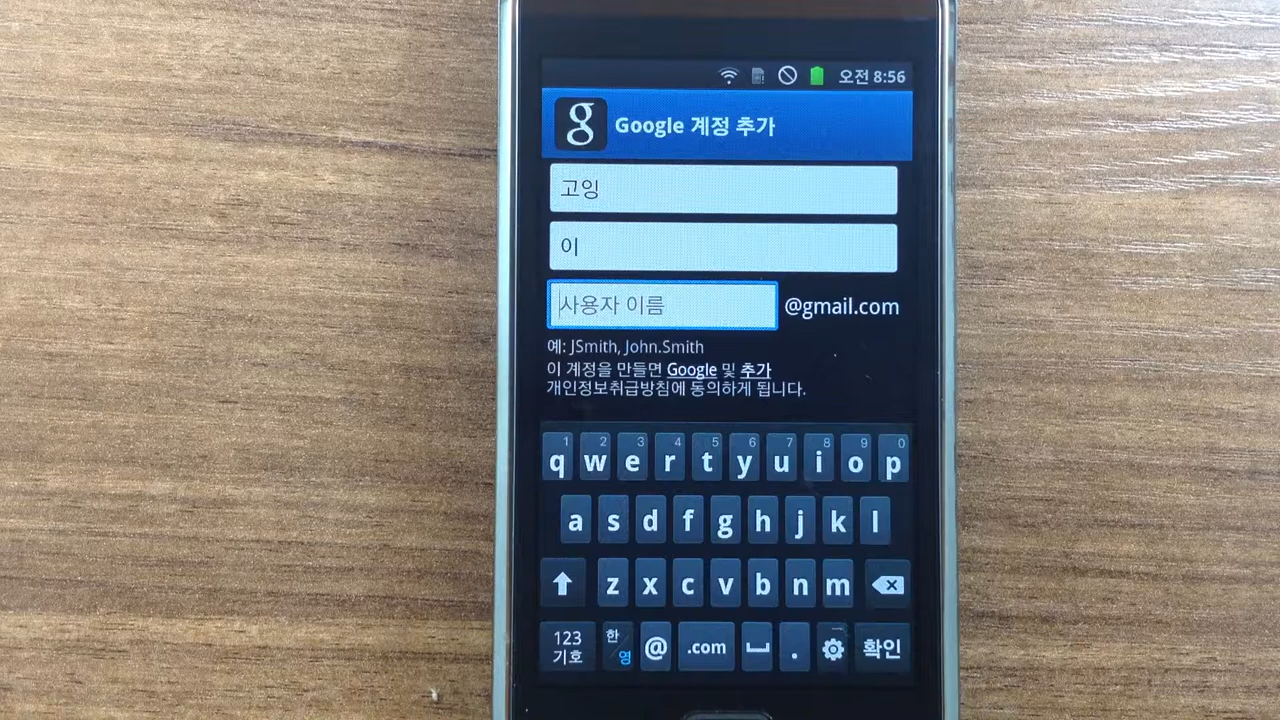 오전 8:56
g Google 계정 추가
고잉
이
사용자 이름 @gmail.com
예: JSmith, John.Smith
이 계정을 만들면 Google 및 추가
개인정보취급방침에 동의하게 됩니다.
1 2 3 4 5 6 7 8 9 0
q w e r t y u i o p
a s d f g h j k l
z x c v b n m
123 기호 한 영 @ .com . 확인